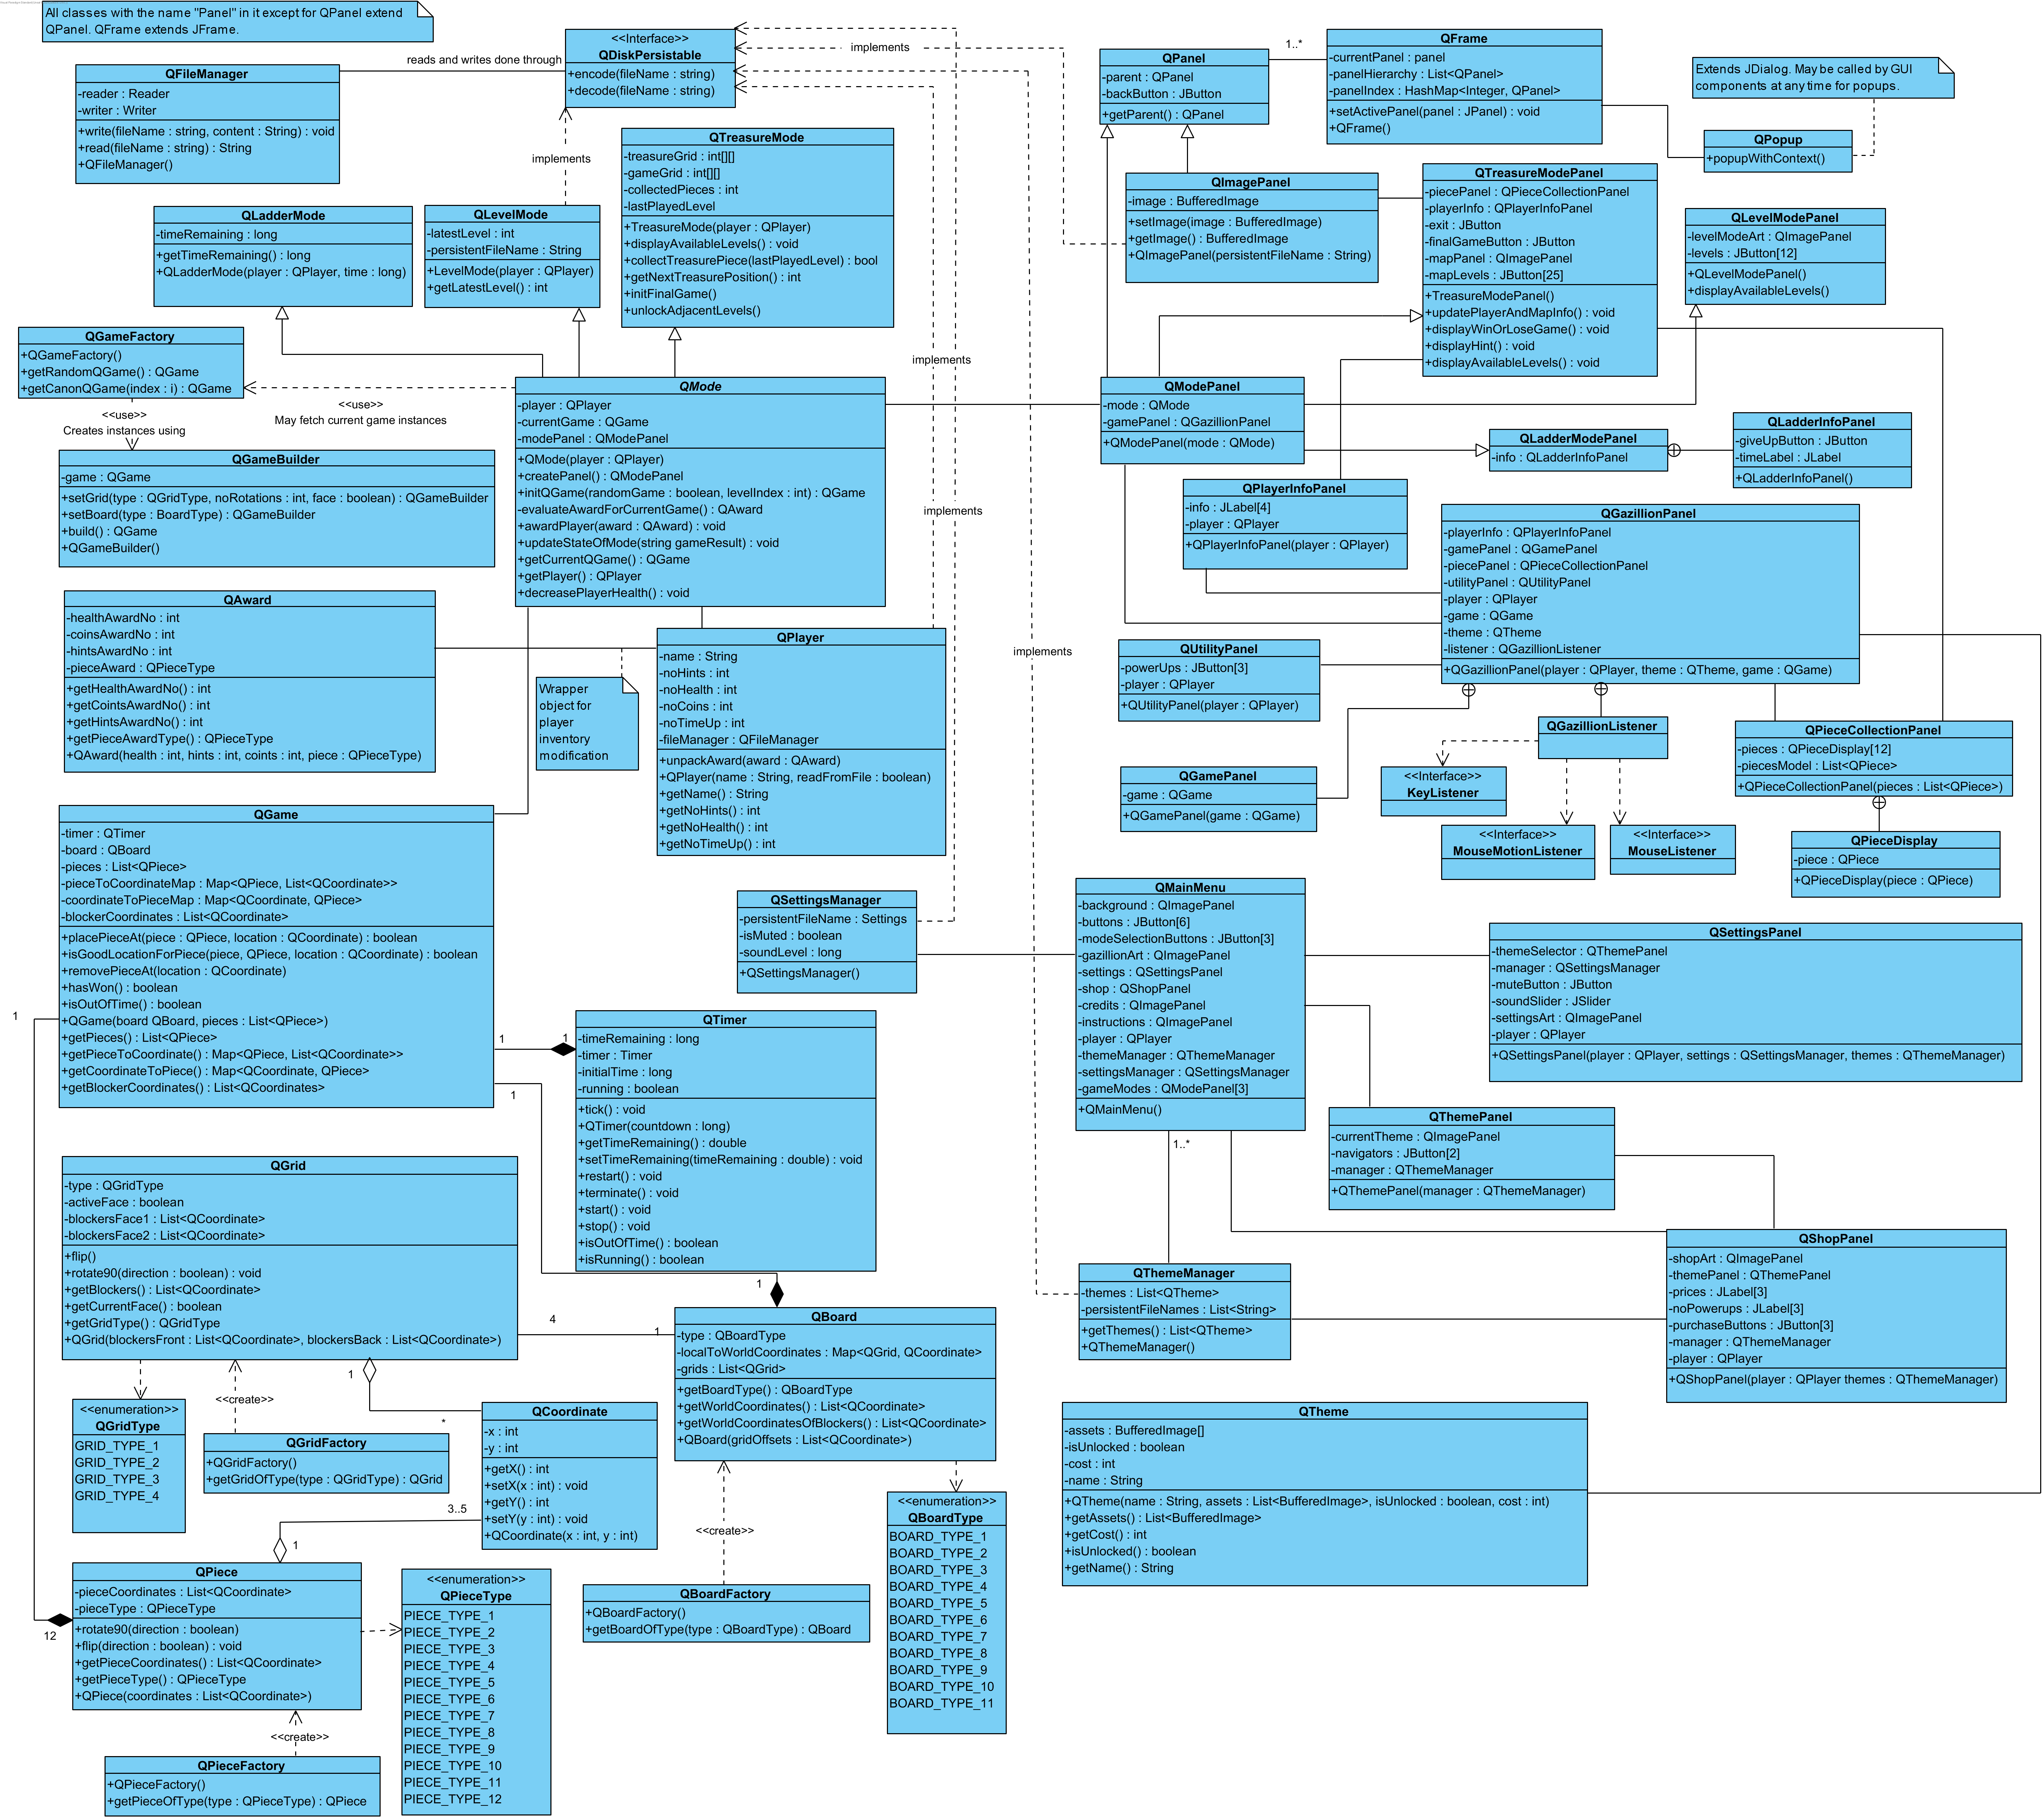 All classes with the name "Panel" in it except for QPanel extend
QPanel. QFrame extends JFrame.
QFileManager
-reader : Reader
-writer : Writer
+write(fileName : string, content : String) : void
+read(fileName : string) : String
+QFileManager()
reads and writes done through
<<Interface>>
QDiskPersistable
+encode(fileName : string)
+decode(fileName : string)
implements
implements
implements
implements
implements
QPanel
-parent : QPanel
-backButton : JButton
+getParent() : QPanel
1..*
QFrame
-currentPanel : panel
-panelHierarchy : List<QPanel>
-panelIndex : HashMap<Integer, QPanel>
+setActivePanel(panel : JPanel) : void
+QFrame()
Extends JDialog. May be called by GUI
components at any time for popups.
QPopup
+popupWithContext()
QLadderMode
-timeRemaining : long
+getTimeRemaining() : long
+QLadderMode(player : QPlayer, time : long)
QLevelMode
-latestLevel : int
-persistentFileName : String
+LevelMode(player : QPlayer)
+getLatestLevel() : int
QTreasureMode
-treasureGrid : int[][]
-gameGrid : int[][]
-collectedPieces : int
-lastPlayedLevel
+TreasureMode(player : QPlayer)
+displayAvailableLevels() : void
+collectTreasurePiece(lastPlayedLevel) : bool
+getNextTreasurePosition() : int
+initFinalGame()
+unlockAdjacentLevels()
QImagePanel
-image : BufferedImage
+setImage(image : BufferedImage)
+getImage() : BufferedImage
+QImagePanel(persistentFileName : String)
QTreasureModePanel
-piecePanel : QPieceCollectionPanel
-playerInfo : QPlayerInfoPanel
-exit : JButton
-finalGameButton : JButton
-mapPanel : QImagePanel
-mapLevels : JButton[25]
+TreasureModePanel()
+updatePlayerAndMapInfo() : void
+displayWinOrLoseGame() : void
+displayHint() : void
+displayAvailableLevels() : void
QLevelModePanel
-levelModeArt : QImagePanel
-levels : JButton[12]
+QLevelModePanel()
+displayAvailableLevels()
QGameFactory
+QGameFactory()
+getRandomQGame() : QGame
+getCanonQGame(index : i) : QGame
<<use>>
Creates instances using
<<use>>
May fetch current game instances
QMode
-player : QPlayer
-currentGame : QGame
-modePanel : QModePanel
+QMode(player : QPlayer)
+createPanel() : QModePanel
+initQGame(randomGame : boolean, levelIndex : int) : QGame
-evaluateAwardForCurrentGame() : QAward
+awardPlayer(award : QAward) : void
+updateStateOfMode(string gameResult) : void
+getCurrentQGame() : QGame
+getPlayer() : QPlayer
+decreasePlayerHealth() : void
QModePanel
-mode : QMode
-gamePanel : QGazillionPanel
+QModePanel(mode : QMode)
QLadderModePanel
-info : QLadderInfoPanel
QLadderInfoPanel
-giveUpButton : JButton
-timeLabel : JLabel
+QLadderInfoPanel()
QGameBuilder
-game : QGame
+setGrid(type : QGridType, noRotations : int, face : boolean) : QGameBuilder
+setBoard(type : BoardType) : QGameBuilder
+build() : QGame
+QGameBuilder()
QPlayerInfoPanel
-info : JLabel[4]
-player : QPlayer
+QPlayerInfoPanel(player : QPlayer)
QGazillionPanel
-playerInfo : QPlayerInfoPanel
-gamePanel : QGamePanel
-piecePanel : QPieceCollectionPanel
-utilityPanel : QUtilityPanel
-player : QPlayer
-game : QGame
-theme : QTheme
-listener : QGazillionListener
+QGazillionPanel(player : QPlayer, theme : QTheme, game : QGame)
QAward
-healthAwardNo : int
-coinsAwardNo : int
-hintsAwardNo : int
-pieceAward : QPieceType
+getHealthAwardNo() : int
+getCointsAwardNo() : int
+getHintsAwardNo() : int
+getPieceAwardType() : QPieceType
+QAward(health : int, hints : int, coints : int, piece : QPieceType)
Wrapper
object for
player
inventory
modification
QPlayer
-name : String
-noHints : int
-noHealth : int
-noCoins : int
-noTimeUp : int
-fileManager : QFileManager
+unpackAward(award : QAward)
+QPlayer(name : String, readFromFile : boolean)
+getName() : String
+getNoHints() : int
+getNoHealth() : int
+getNoTimeUp() : int
QUtilityPanel
-powerUps : JButton[3]
-player : QPlayer
+QUtilityPanel(player : QPlayer)
QGazillionListener
QPieceCollectionPanel
-pieces : QPieceDisplay[12]
-piecesModel : List<QPiece>
+QPieceCollectionPanel(pieces : List<QPiece>)
QGamePanel
-game : QGame
+QGamePanel(game : QGame)
<<Interface>>
KeyListener
<<Interface>>
MouseMotionListener
<<Interface>>
MouseListener
QPieceDisplay
-piece : QPiece
+QPieceDisplay(piece : QPiece)
QGame
-timer : QTimer
-board : QBoard
-pieces : List<QPiece>
-pieceToCoordinateMap : Map<QPiece, List<QCoordinate>>
-coordinateToPieceMap : Map<QCoordinate, QPiece>
-blockerCoordinates : List<QCoordinate>
+placePieceAt(piece : QPiece, location : QCoordinate) : boolean
+isGoodLocationForPiece(piece, QPiece, location : QCoordinate) : boolean
+removePieceAt(location : QCoordinate)
+hasWon() : boolean
+isOutOfTime() : boolean
+QGame(board QBoard, pieces : List<QPiece>)
+getPieces() : List<QPiece>
+getPieceToCoordinate() : Map<QPiece, List<QCoordinate>>
+getCoordinateToPiece() : Map<QCoordinate, QPiece>
+getBlockerCoordinates() : List<QCoordinates>
1
1
1
1
QSettingsManager
-persistentFileName : Settings
-isMuted : boolean
-soundLevel : long
+QSettingsManager()
QMainMenu
-background : QImagePanel
-buttons : JButton[6]
-modeSelectionButtons : JButton[3]
-gazillionArt : QImagePanel
-settings : QSettingsPanel
-shop : QShopPanel
-credits : QImagePanel
-instructions : QImagePanel
-player : QPlayer
-themeManager : QThemeManager
-settingsManager : QSettingsManager
-gameModes : QModePanel[3]
+QMainMenu()
1..*
QSettingsPanel
-themeSelector : QThemePanel
-manager : QSettingsManager
-muteButton : JButton
-soundSlider : JSlider
-settingsArt : QImagePanel
-player : QPlayer
+QSettingsPanel(player : QPlayer, settings : QSettingsManager, themes : QThemeManager)
QTimer
-timeRemaining : long
-timer : Timer
-initialTime : long
-running : boolean
+tick() : void
+QTimer(countdown : long)
+getTimeRemaining() : double
+setTimeRemaining(timeRemaining : double) : void
+restart() : void
+terminate() : void
+start() : void
+stop() : void
+isOutOfTime() : boolean
+isRunning() : boolean
QThemePanel
-currentTheme : QImagePanel
-navigators : JButton[2]
-manager : QThemeManager
+QThemePanel(manager : QThemeManager)
QGrid
-type : QGridType
-activeFace : boolean
-blockersFace1 : List<QCoordinate>
-blockersFace2 : List<QCoordinate>
+flip()
+rotate90(direction : boolean) : void
+getBlockers() : List<QCoordinate>
+getCurrentFace() : boolean
+getGridType() : QGridType
+QGrid(blockersFront : List<QCoordinate>, blockersBack : List<QCoordinate>)
4
1
1
QBoard
-type : QBoardType
-localToWorldCoordinates : Map<QGrid, QCoordinate>
-grids : List<QGrid>
+getBoardType() : QBoardType
+getWorldCoordinates() : List<QCoordinate>
+getWorldCoordinatesOfBlockers() : List<QCoordinate>
+QBoard(gridOffsets : List<QCoordinate>)
QThemeManager
-themes : List<QTheme>
-persistentFileNames : List<String>
+getThemes() : List<QTheme>
+QThemeManager()
QShopPanel
-shopArt : QImagePanel
-themePanel : QThemePanel
-prices : JLabel[3]
-noPowerups : JLabel[3]
-purchaseButtons : JButton[3]
-manager : QThemeManager
-player : QPlayer
+QShopPanel(player : QPlayer themes : QThemeManager)
<<enumeration>>
QGridType
GRID_TYPE_1
GRID_TYPE_2
GRID_TYPE_3
GRID_TYPE_4
<<create>>
QGridFactory
+QGridFactory()
+getGridOfType(type : QGridType) : QGrid
1
*
QCoordinate
-x : int
-y : int
+getX() : int
+setX(x : int) : void
+getY() : int
+setY(y : int) : void
+QCoordinate(x : int, y : int)
3..5
1
QTheme
-assets : BufferedImage[]
-isUnlocked : boolean
-cost : int
-name : String
+QTheme(name : String, assets : List<BufferedImage>, isUnlocked : boolean, cost : int)
+getAssets() : List<BufferedImage>
+getCost() : int
+isUnlocked() : boolean
+getName() : String
<<create>>
QBoardFactory
+QBoardFactory()
+getBoardOfType(type : QBoardType) : QBoard
<<enumeration>>
QBoardType
BOARD_TYPE_1
BOARD_TYPE_2
BOARD_TYPE_3
BOARD_TYPE_4
BOARD_TYPE_5
BOARD_TYPE_6
BOARD_TYPE_7
BOARD_TYPE_8
BOARD_TYPE_9
BOARD_TYPE_10
BOARD_TYPE_11
QPiece
-pieceCoordinates : List<QCoordinate>
-pieceType : QPieceType
+rotate90(direction : boolean)
+flip(direction : boolean) : void
+getPieceCoordinates() : List<QCoordinate>
+getPieceType() : QPieceType
+QPiece(coordinates : List<QCoordinate>)
12
<<enumeration>>
QPieceType
PIECE_TYPE_1
PIECE_TYPE_2
PIECE_TYPE_3
PIECE_TYPE_4
PIECE_TYPE_5
PIECE_TYPE_6
PIECE_TYPE_7
PIECE_TYPE_8
PIECE_TYPE_9
PIECE_TYPE_10
PIECE_TYPE_11
PIECE_TYPE_12
<<create>>
QPieceFactory
+QPieceFactory()
+getPieceOfType(type : QPieceType) : QPiece